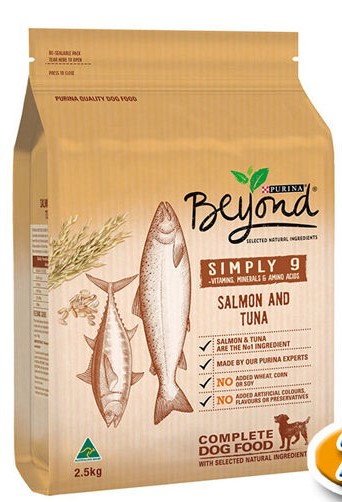 RE-SEALABLE PACK
TEAR HERE TO OPEN
PRESS TO CLOSE
PURINA QUALITY DOG FOOD
PURINA
Beyond®
SELECTED NATURAL INGREDIENTS
SIMPLY 9
+VITAMINS, MINERALS & AMINO ACIDS
SALMON AND
TUNA
SALMON & TUNA
ARE THE No1 INGREDIENT
MADE BY OUR PURINA EXPERTS
NO ADDED WHEAT, CORN
OR SOY
NO ADDED ARTIFICIAL COLOURS,
FLAVOURS OR PRESERVATIVES
COMPLETE
DOG FOOD
WITH SELECTED NATURAL INGREDIENTS
2.5kg